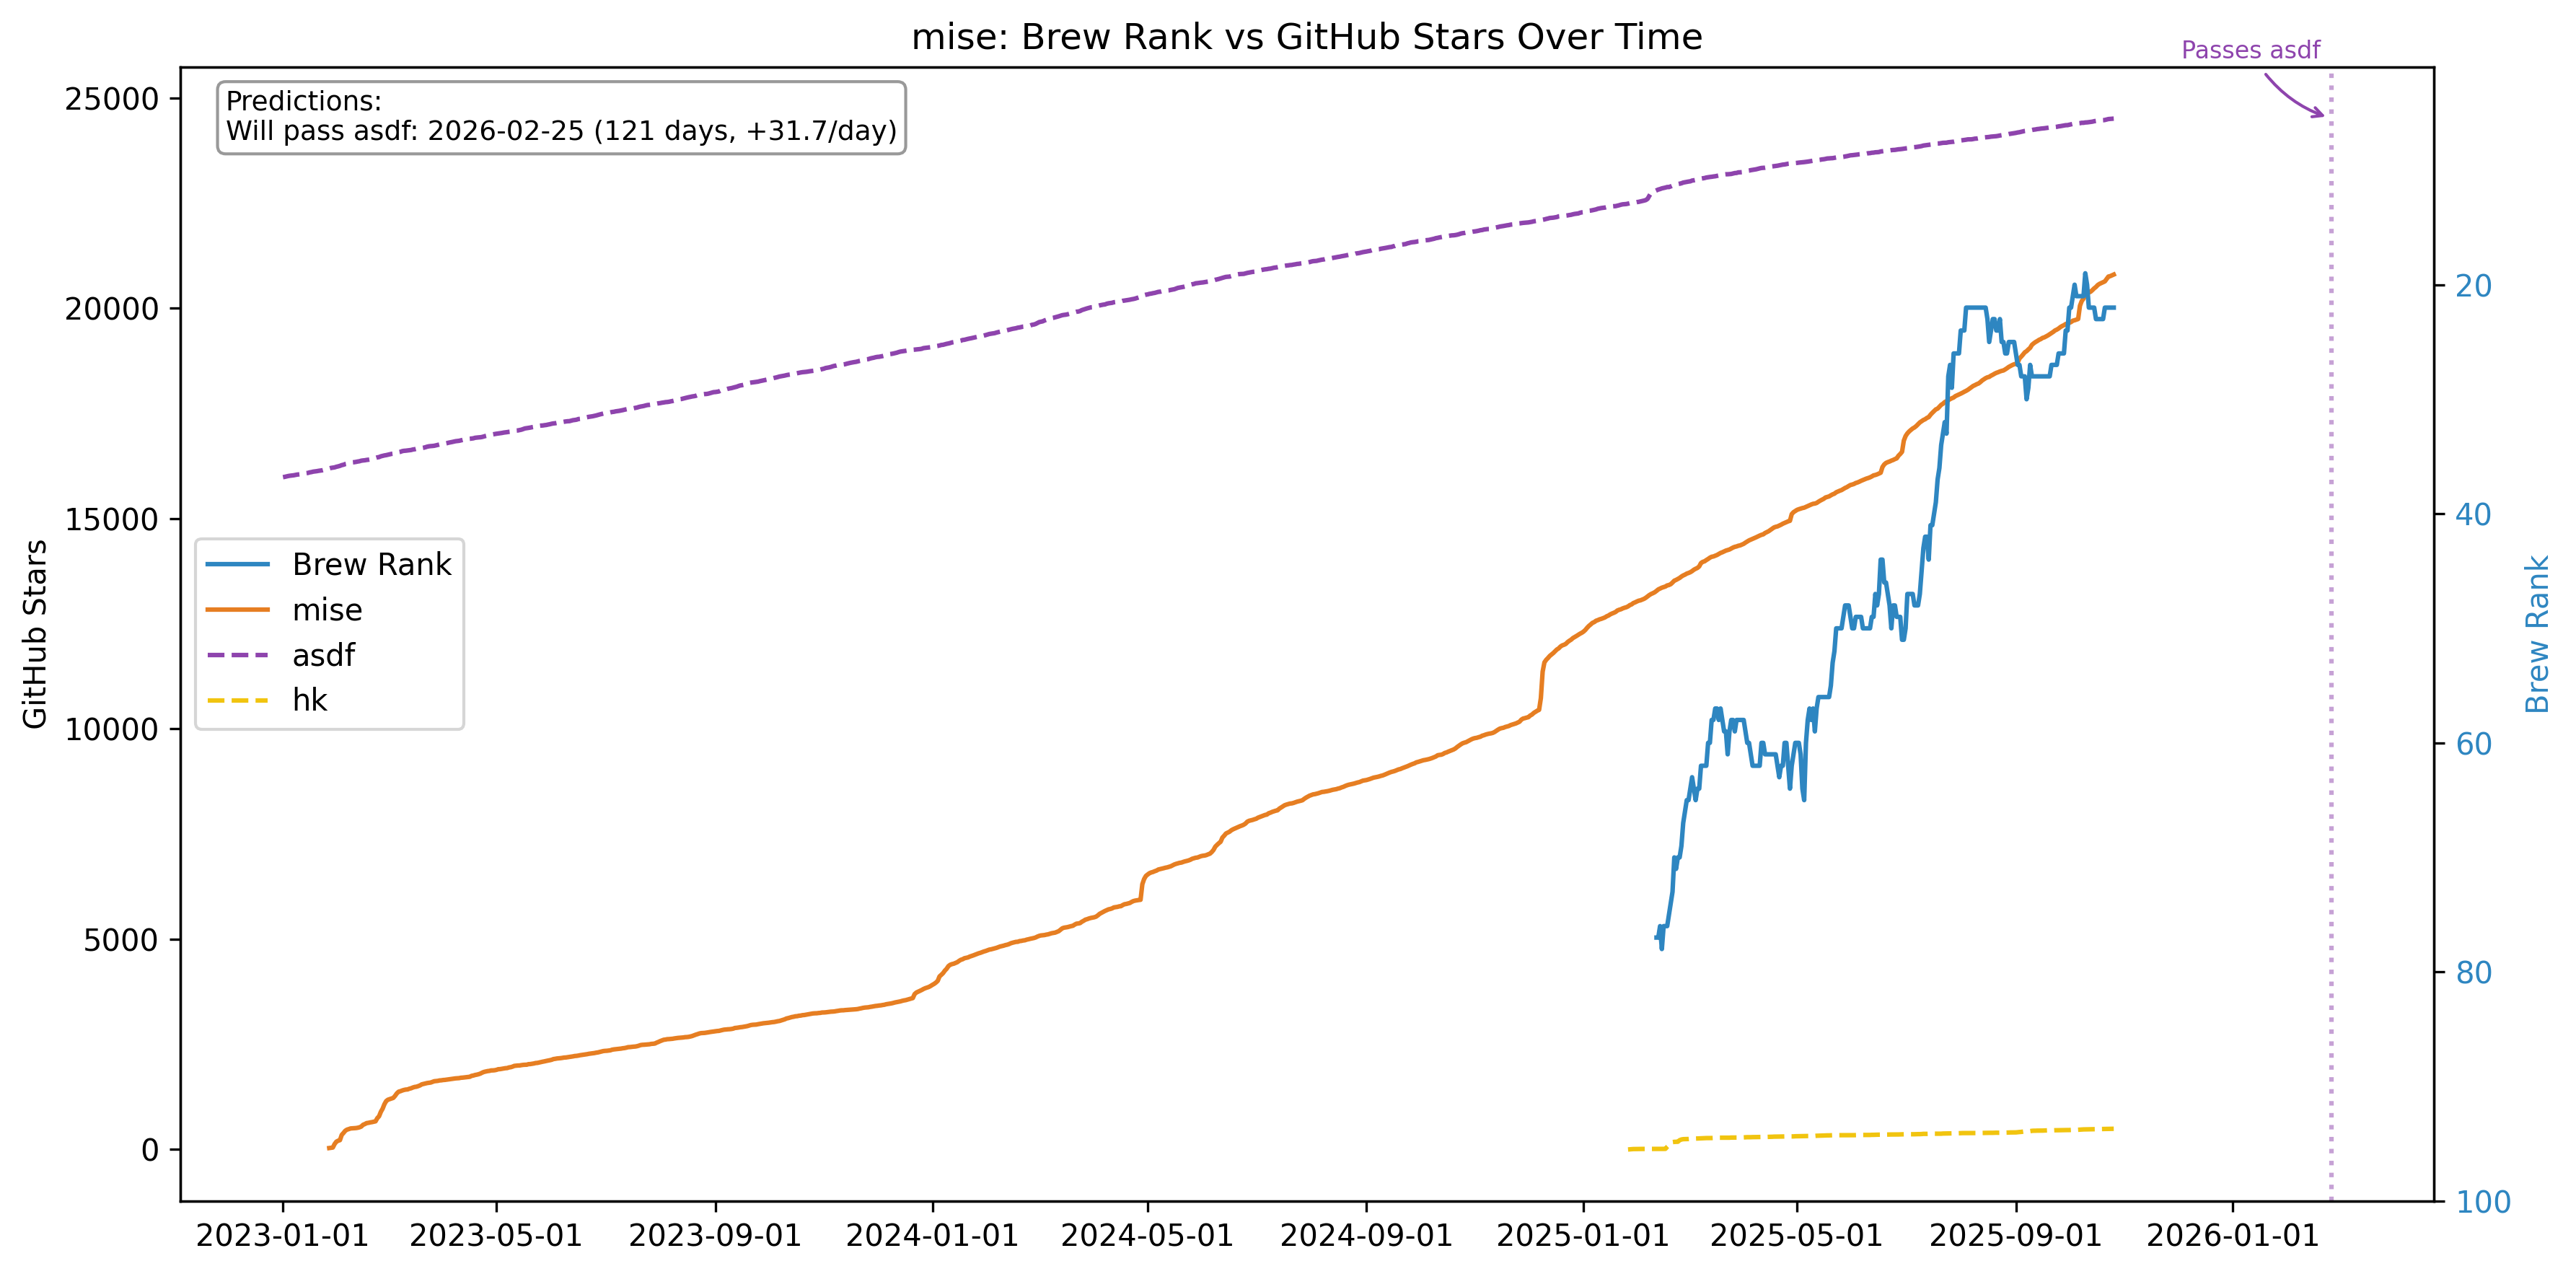 mise: Brew Rank vs GitHub Stars Over Time
Passes asdf
Predictions:
Will pass asdf: 2026-02-25 (121 days, +31.7/day)
GitHub Stars
25000
20000
15000
10000
5000
0
Brew Rank
mise
asdf
hk
20
40
60
80
100
Brew Rank
2023-01-01
2023-05-01
2023-09-01
2024-01-01
2024-05-01
2024-09-01
2025-01-01
2025-05-01
2025-09-01
2026-01-01